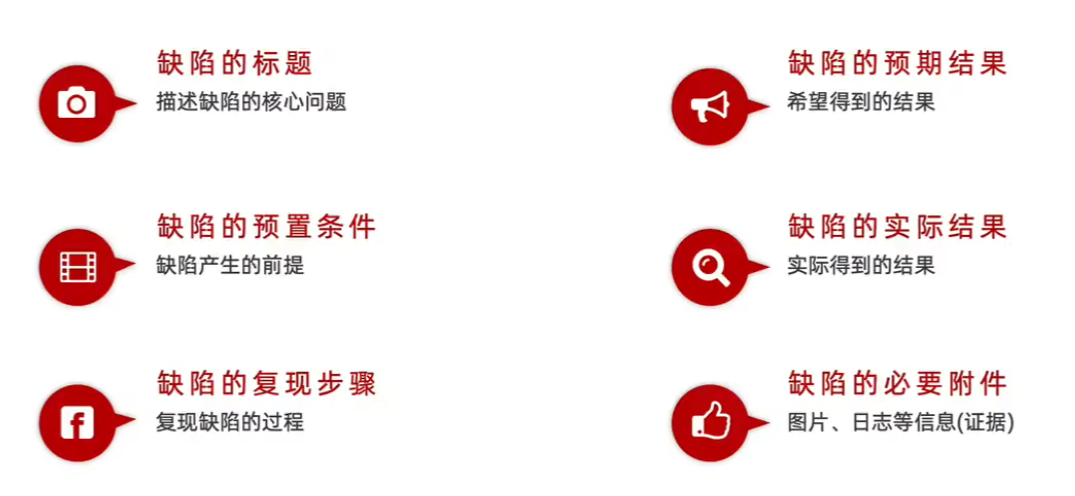 缺陷的标题
描述缺陷的核心问题
缺陷的预置条件
缺陷产生的前提
缺陷的复现步骤
复现缺陷的过程
缺陷的预期结果
希望得到的结果
缺陷的实际结果
实际得到的结果
缺陷的必要附件
图片、日志等信息(证据)